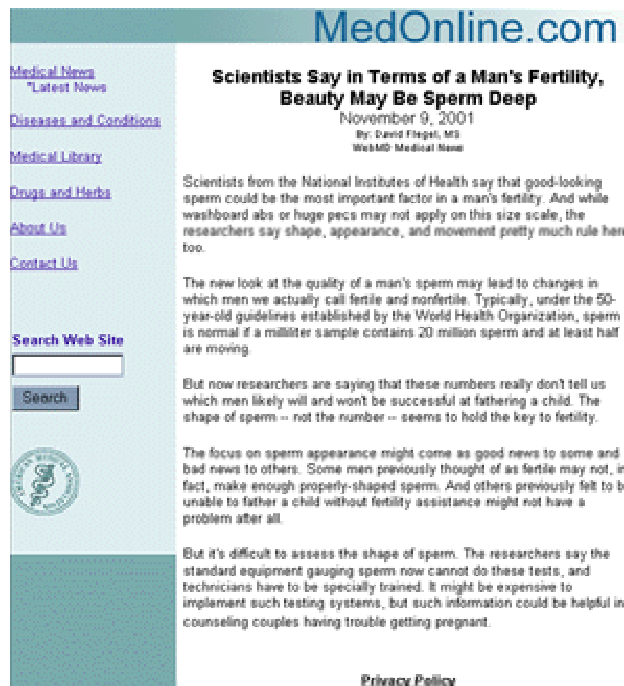 MedOnline.com
Medical News
"Latest News
Diseases and Conditions
Medical Library
Drugs and Herbs
About Us
Contact Us
Search Web Site
Search
Scientists Say in Terms of a Man's Fertility,
Beauty May Be Sperm Deep
November 9, 2001
By: David Flegel, MS
WebMD Medical News
Scientists from the National Institutes of Health say that good-looking
sperm could be the most important factor in a man's fertility. And while
washboard abs or huge pecs may not apply on this size scale, the
researchers say shape, appearance, and movement pretty much rule here
too.
The new look at the quality of a man's sperm may lead to changes in
which men we actually call fertile and nonfertile. Typically, under the 50-
year-old guidelines established by the World Health Organization, sperm
is normal if a milliliter sample contains 20 million sperm and at least half
are moving.
But now researchers are saying that these numbers really don't tell us
which men likely will and won't be successful at fathering a child. The
shape of sperm -- not the number -- seems to hold the key to fertility.
The focus on sperm appearance might come as good news to some and
bad news to others. Some men previously thought of as fertile may not, in
fact, make enough properly-shaped sperm. And others previously felt to b
unable to father a child without fertility assistance might not have a
problem after all.
But it's difficult to assess the shape of sperm. The researchers say the
standard equipment gauging sperm now cannot do these tests, and
technicians have to be specially trained. It might be expensive to
implement such testing systems, but such information could be helpful in
counseling couples having trouble getting pregnant.
Privacy Policy